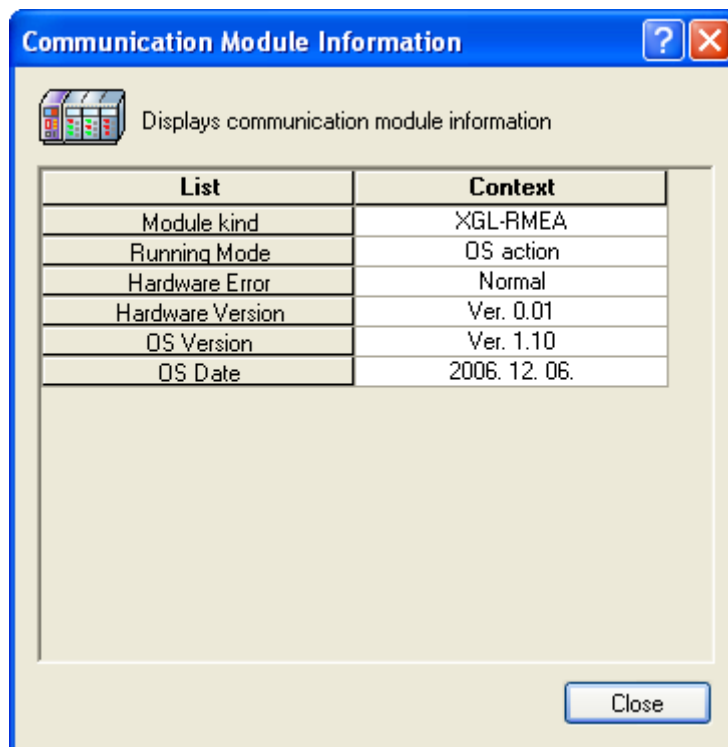 Communication Module Information
Displays communication module information
List Context
Module kind XGL-RMEA
Running Mode OS action
Hardware Error Normal
Hardware Version Ver. 0.01
OS Version Ver. 1.10
OS Date 2006. 12. 06.
Close